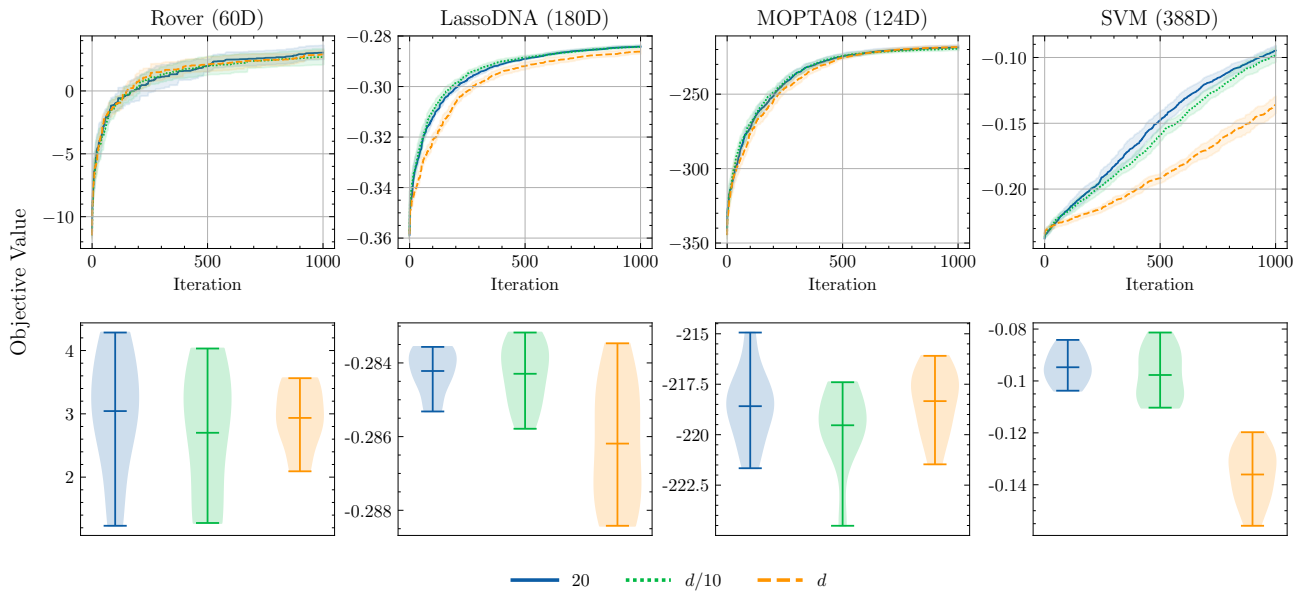 Rover (60D) LassoDNA (180D) MOPTA08 (124D) SVM (388D)
Objective Value
0
−5
−10
0 500 1000
Iteration
−0.28
−0.30
−0.32
−0.34
−0.36
0 500 1000
Iteration
−250
−300
−350
0 500 1000
Iteration
−0.10
−0.15
−0.20
0 500 1000
Iteration
4
3
2
-0.284
-0.286
-0.288
-215
-217.5
-220
-222.5
-0.08
-0.1
-0.12
-0.14
20 d/10 d